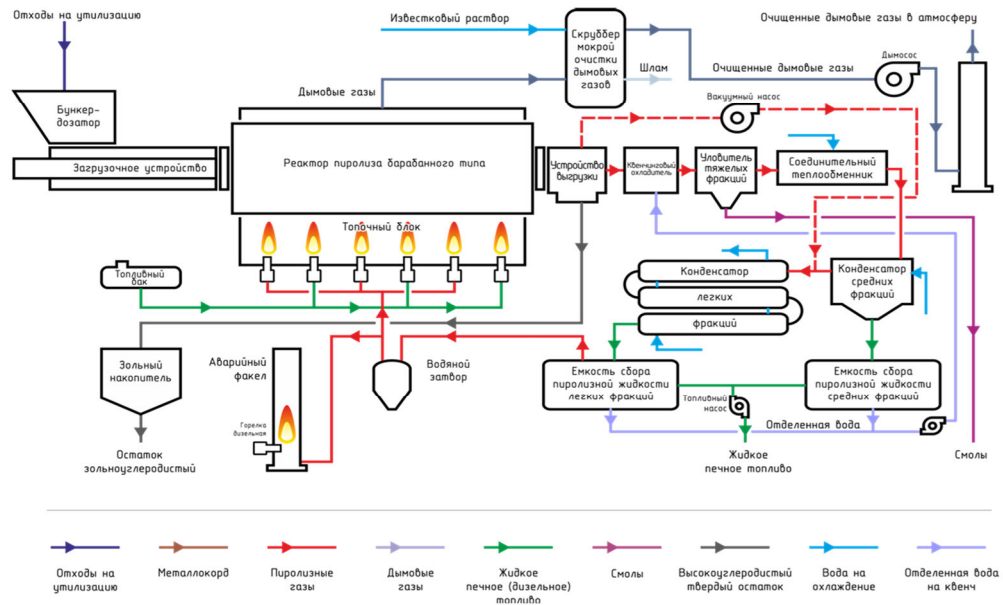 Отходы на утилизацию
Бункер-
дозатор
Загрузочное устройство
Известковый раствор
Скруббер
мокрой
очистки
дымовых
газов
Шлам
Дымовые газы
Очищенные дымовые газы
Очищенные дымовые газы в атмосферу
Дымосос
Вакуумный насос
Реактор пиролиза барабанного типа
Устройство
выгрузки
Квенчинговый
охладитель
Уловитель
тяжелых
фракций
Соединительный
теплообменник
Топочный блок
Топливный
бак
Конденсатор
легких
фракций
Конденсатор
средних
фракций
Зольный
накопитель
Аварийный
факел
Горелка
дизельная
Водяной
затвор
Емкость сбора
пиролизной жидкости
легких фракций
Топливный
насос
Емкость сбора
пиролизной жидкости
средних фракций
Отделенная вода
Остаток
зольноуглеродистый
Жидкое
печное топливо
Смолы
Отходы на
утилизацию
Металлокорд
Пиролизные
газы
Дымовые
газы
Жидкое
печное (дизельное)
топливо
Смолы
Высокоуглеродистый
твердый остаток
Вода на
охлаждение
Отделенная вода
на квенч